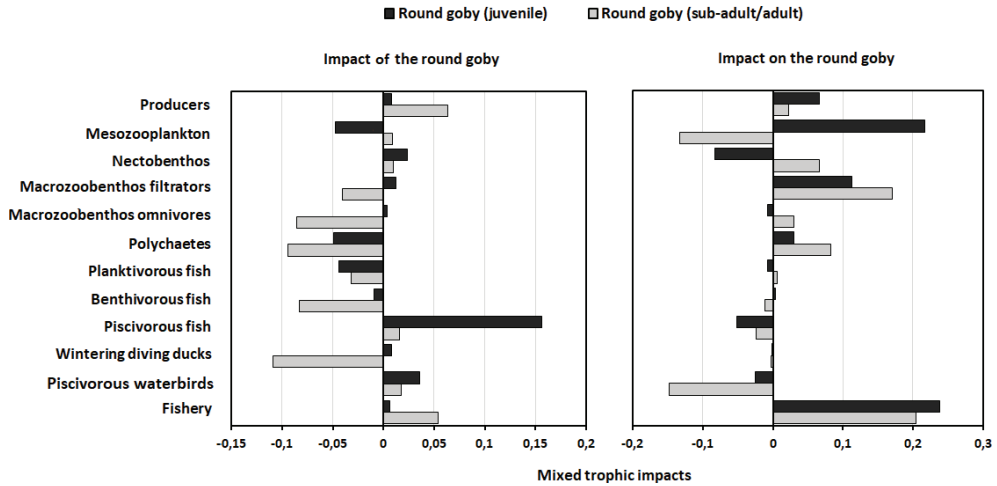 Round goby (juvenile) Round goby (sub-adult/adult)
Impact of the round goby Impact on the round goby
Producers
Mesozooplankton
Nectobenthos
Macrozoobenthos filtrators
Macrozoobenthos omnivores
Polychaetes
Planktivorous fish
Benthivorous fish
Piscivorous fish
Wintering diving ducks
Piscivorous waterbirds
Fishery
-0,15 -0,1 -0,05 0 0,05 0,1 0,15 0,2 -0,2 -0,1 0 0,1 0,2 0,3
Mixed trophic impacts